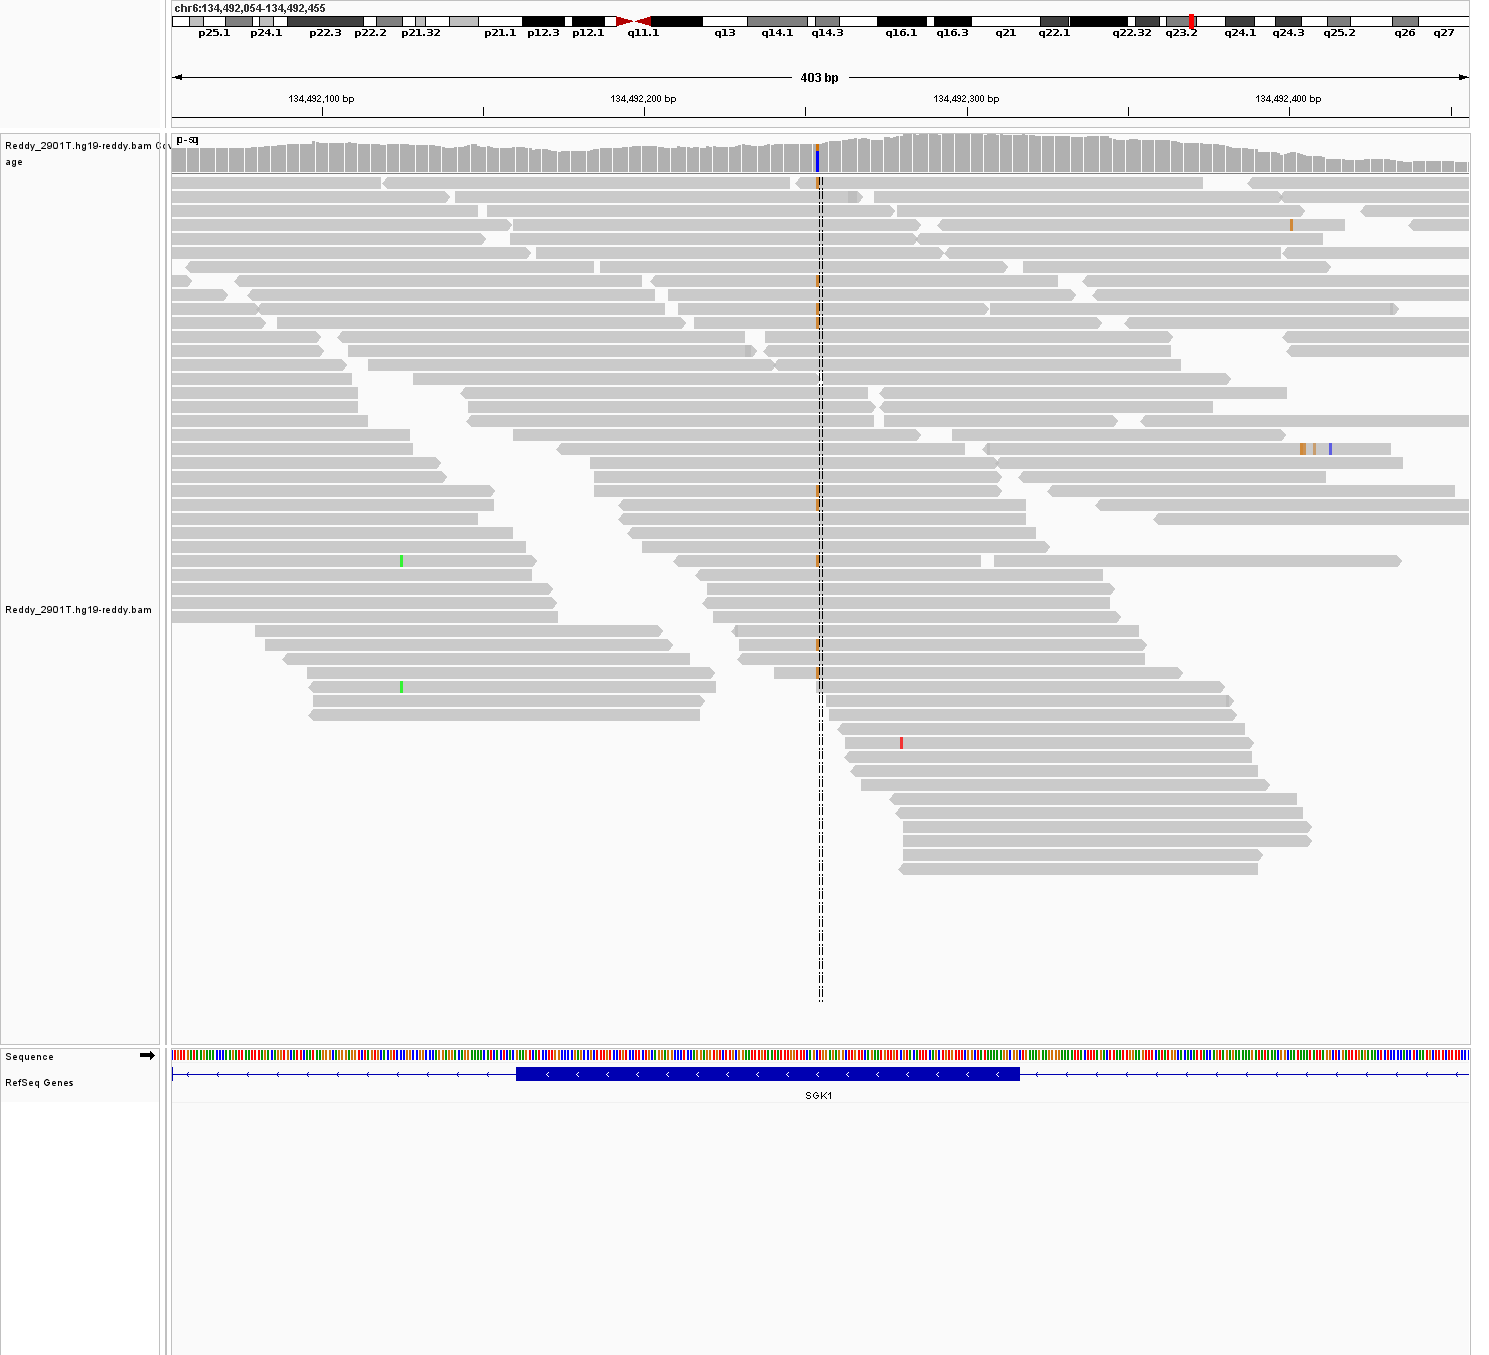 chr6:134,492,054-134,492,455
p25.1 p24.1 p22.3 p22.2 p21.32 p21.1 p12.3 p12.1 q11.1 q13 q14.1 q14.3 q16.1 q16.3 q21 q22.1 q22.32 q23.2 q24.1 q24.3 q25.2 q26 q27
403 bp
134,492,100 bp 134,492,200 bp 134,492,300 bp 134,492,400 bp
Reddy_2901T.hg19-reddy.bam Cov
age
Reddy_2901T.hg19-reddy.bam
Sequence
RefSeq Genes
SGK1